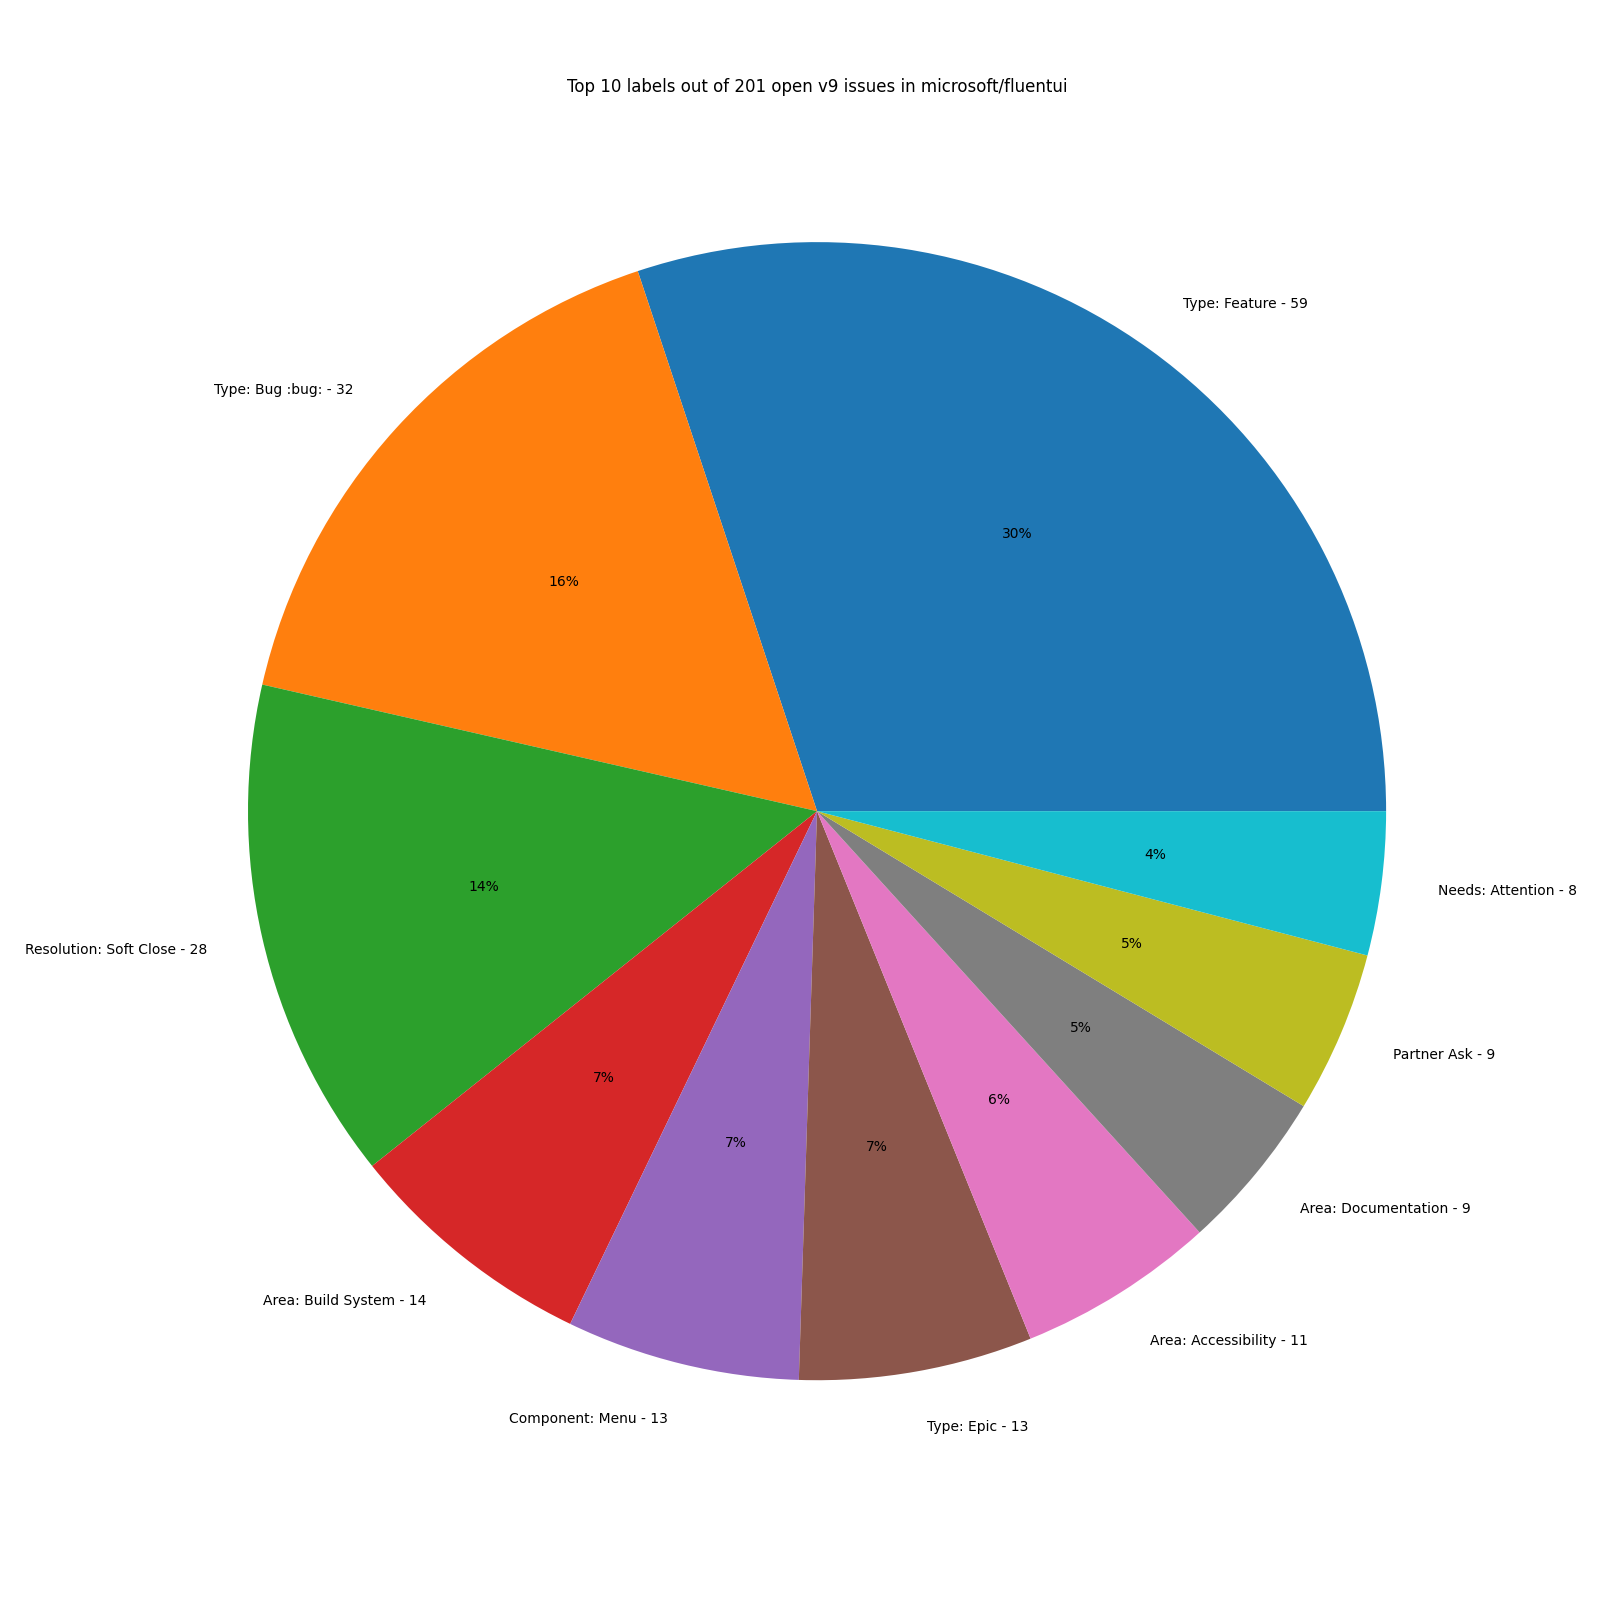 Top 10 labels out of 201 open v9 issues in microsoft/fluentui
Type: Feature - 59
30%
Type: Bug :bug: - 32
16%
Resolution: Soft Close - 28
14%
Area: Build System - 14
7%
Component: Menu - 13
7%
Type: Epic - 13
7%
Area: Accessibility - 11
6%
Area: Documentation - 9
5%
Partner Ask - 9
5%
Needs: Attention - 8
4%